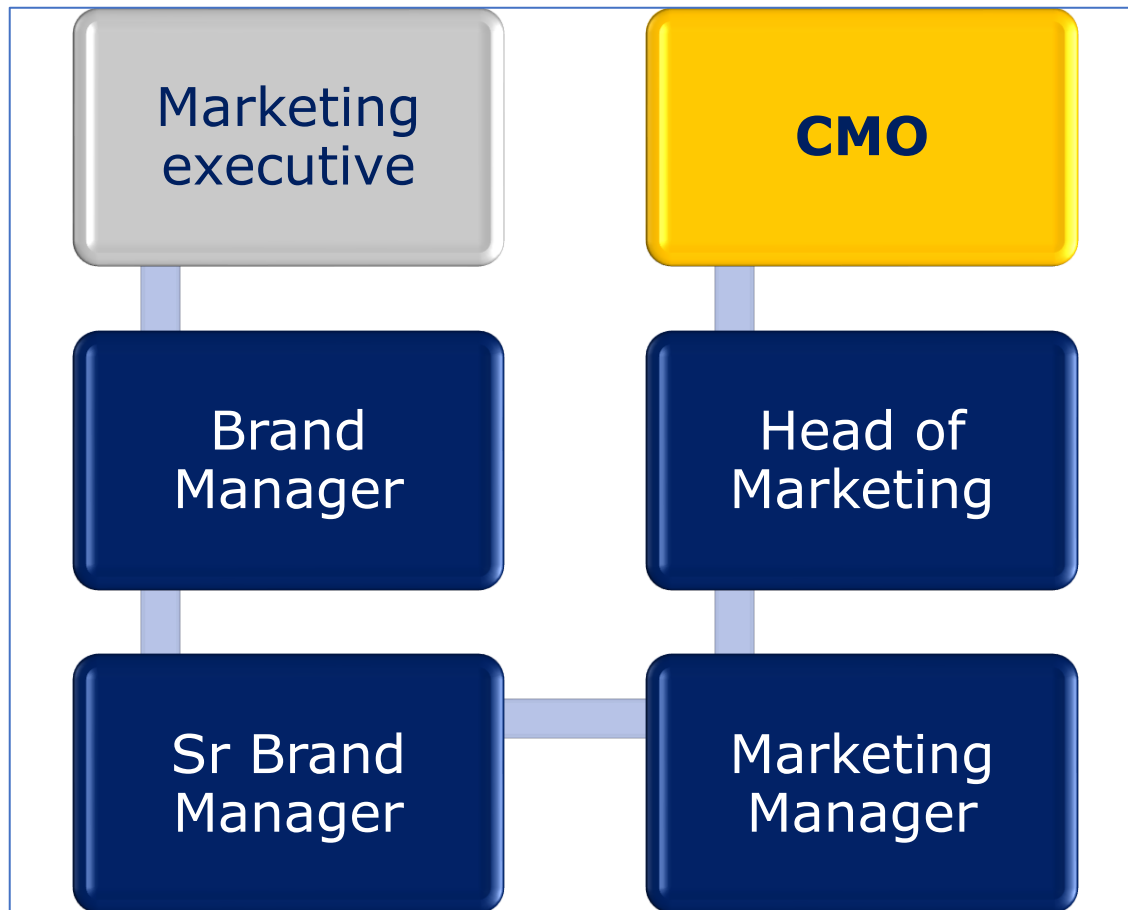 Marketing
executive
Brand
Manager
Sr Brand
Manager
Marketing
Manager
Head of
Marketing
CMO